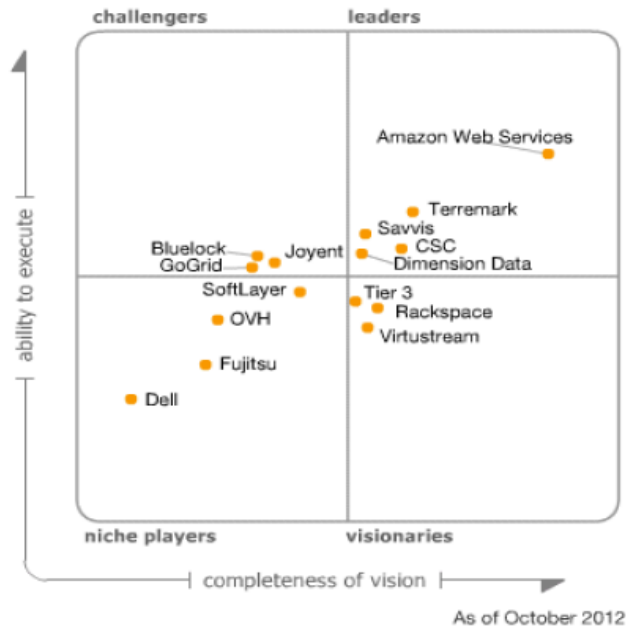 challengers
leaders
Amazon Web Services
Terremark
Savvis
CSC
Dimension Data
Bluelock
Joyent
GoGrid
SoftLayer
Tier 3
Rackspace
Virtustream
OVH
Fujitsu
Dell
ability to execute
niche players
visionaries
completeness of vision
As of October 2012